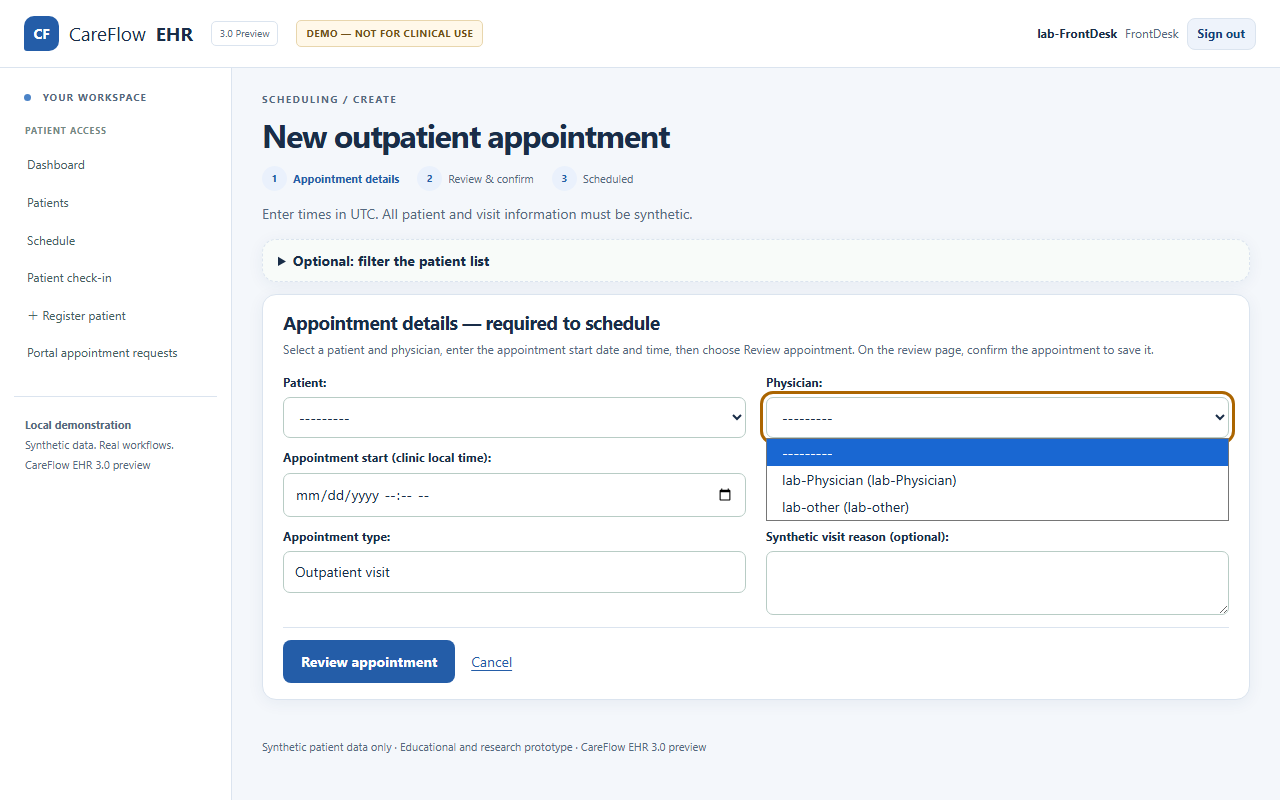 CF CareFlow EHR 3.0 Preview DEMO — NOT FOR CLINICAL USE lab-FrontDesk FrontDesk Sign out
YOUR WORKSPACE
PATIENT ACCESS
Dashboard
Patients
Schedule
Patient check-in
+ Register patient
Portal appointment requests
Local demonstration
Synthetic data. Real workflows.
CareFlow EHR 3.0 preview
SCHEDULING / CREATE
New outpatient appointment
1 Appointment details 2 Review & confirm 3 Scheduled
Enter times in UTC. All patient and visit information must be synthetic.
Optional: filter the patient list
Appointment details — required to schedule
Select a patient and physician, enter the appointment start date and time, then choose Review appointment. On the review page, confirm the appointment to save it.
Patient:
---------
Physician:
---------
---------
lab-Physician (lab-Physician)
lab-other (lab-other)
Appointment start (clinic local time):
mm/dd/yyyy --:-- --
Appointment type:
Outpatient visit
Synthetic visit reason (optional):
Review appointment Cancel
Synthetic patient data only · Educational and research prototype · CareFlow EHR 3.0 preview